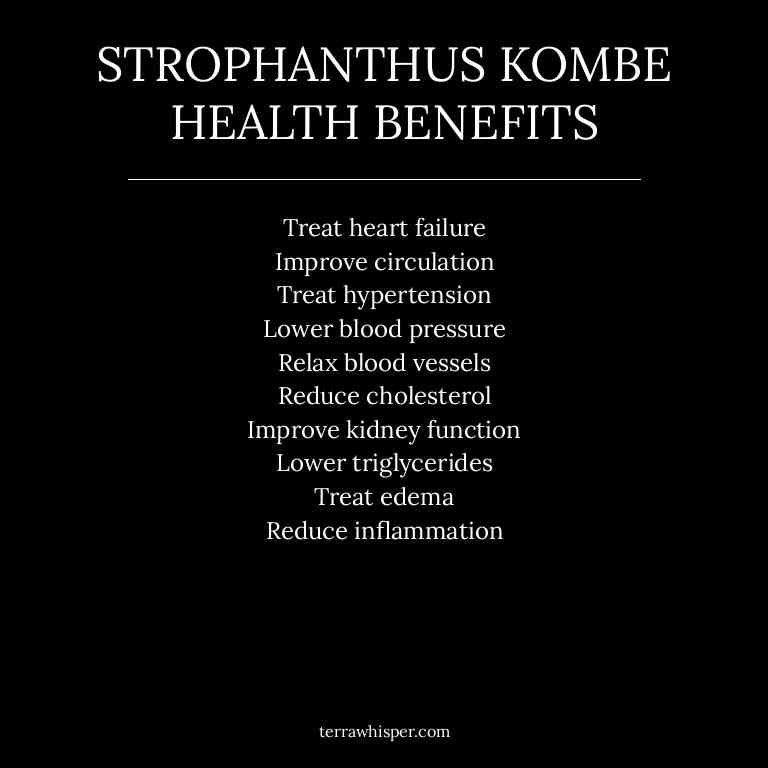 STROPHANTHUS KOMBE
HEALTH BENEFITS
Treat heart failure
Improve circulation
Treat hypertension
Lower blood pressure
Relax blood vessels
Reduce cholesterol
Improve kidney function
Lower triglycerides
Treat edema
Reduce inflammation
terrawhisper.com